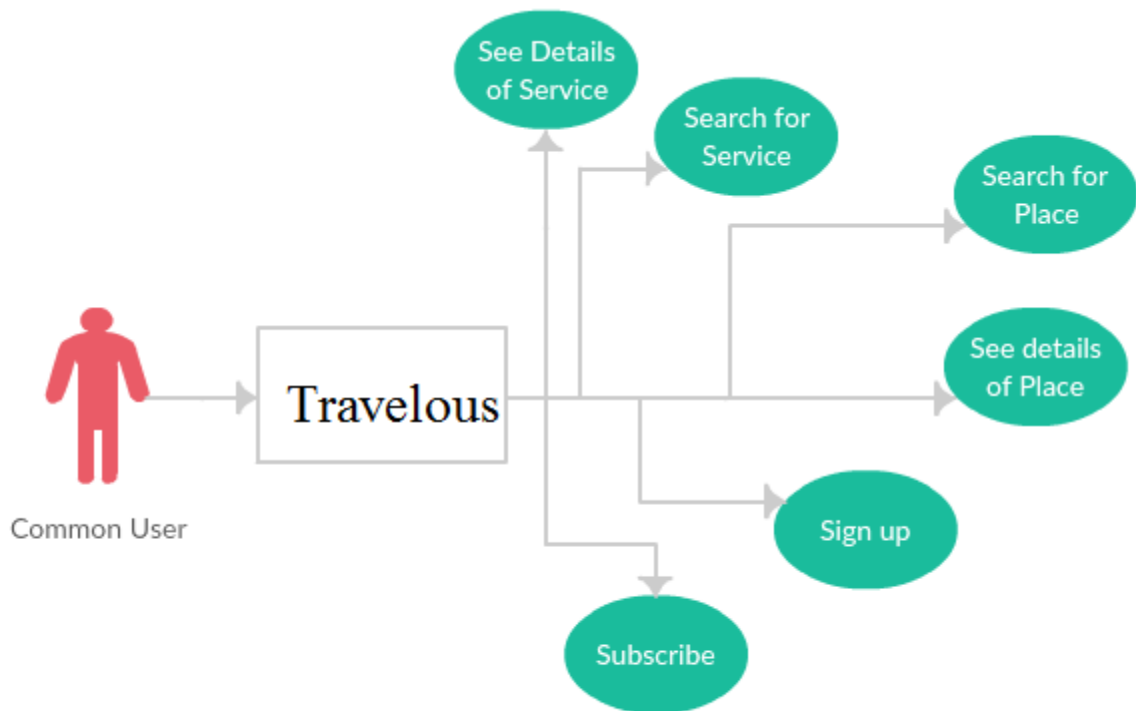 See Details
of Service
Search for
Service
Search for
Place
See details
of Place
Travelous
Common User
Sign up
Subscribe